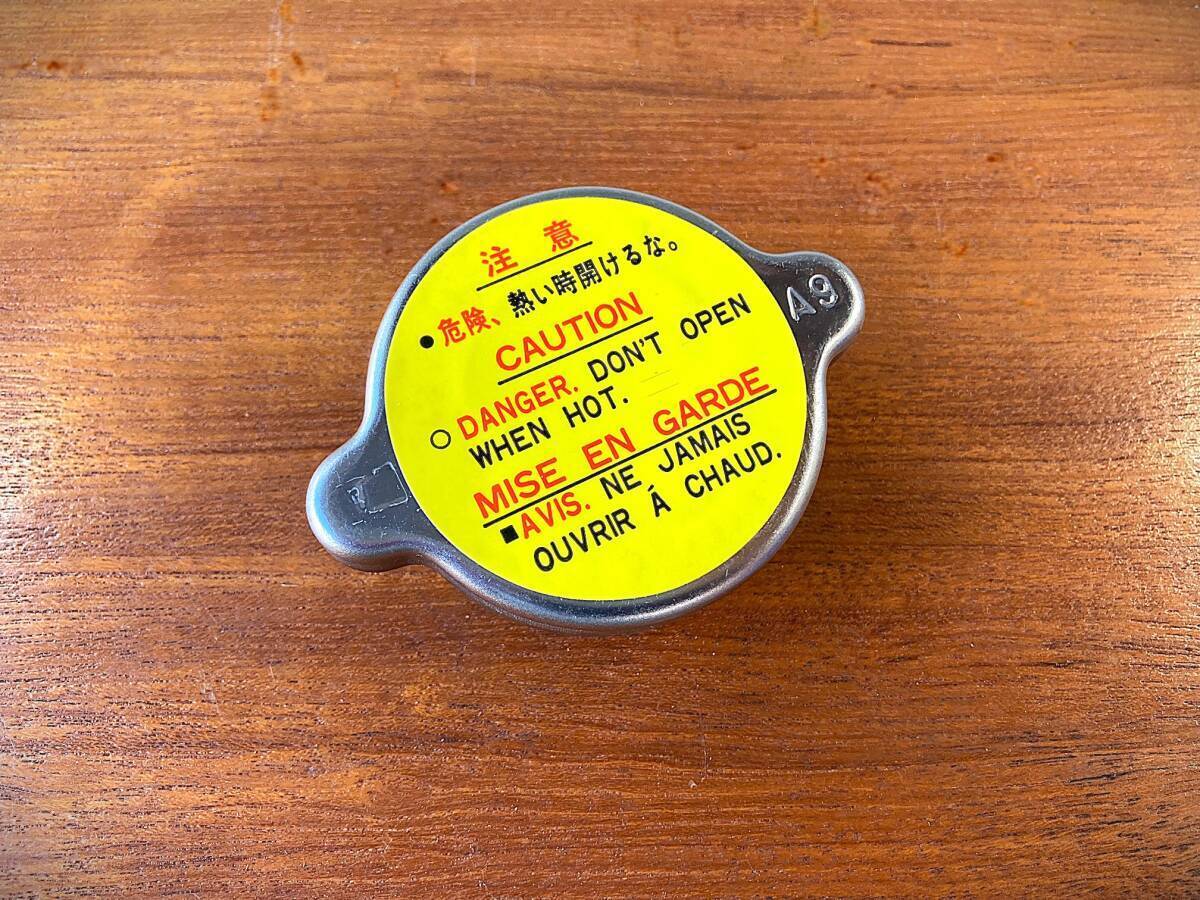 注意
●危険、熱い時開けるな。
CAUTION
○ DANGER. DON'T OPEN
WHEN HOT.
MISE EN GARDE
■AVIS. NE JAMAIS
OUVRIR Á CHAUD.
A9